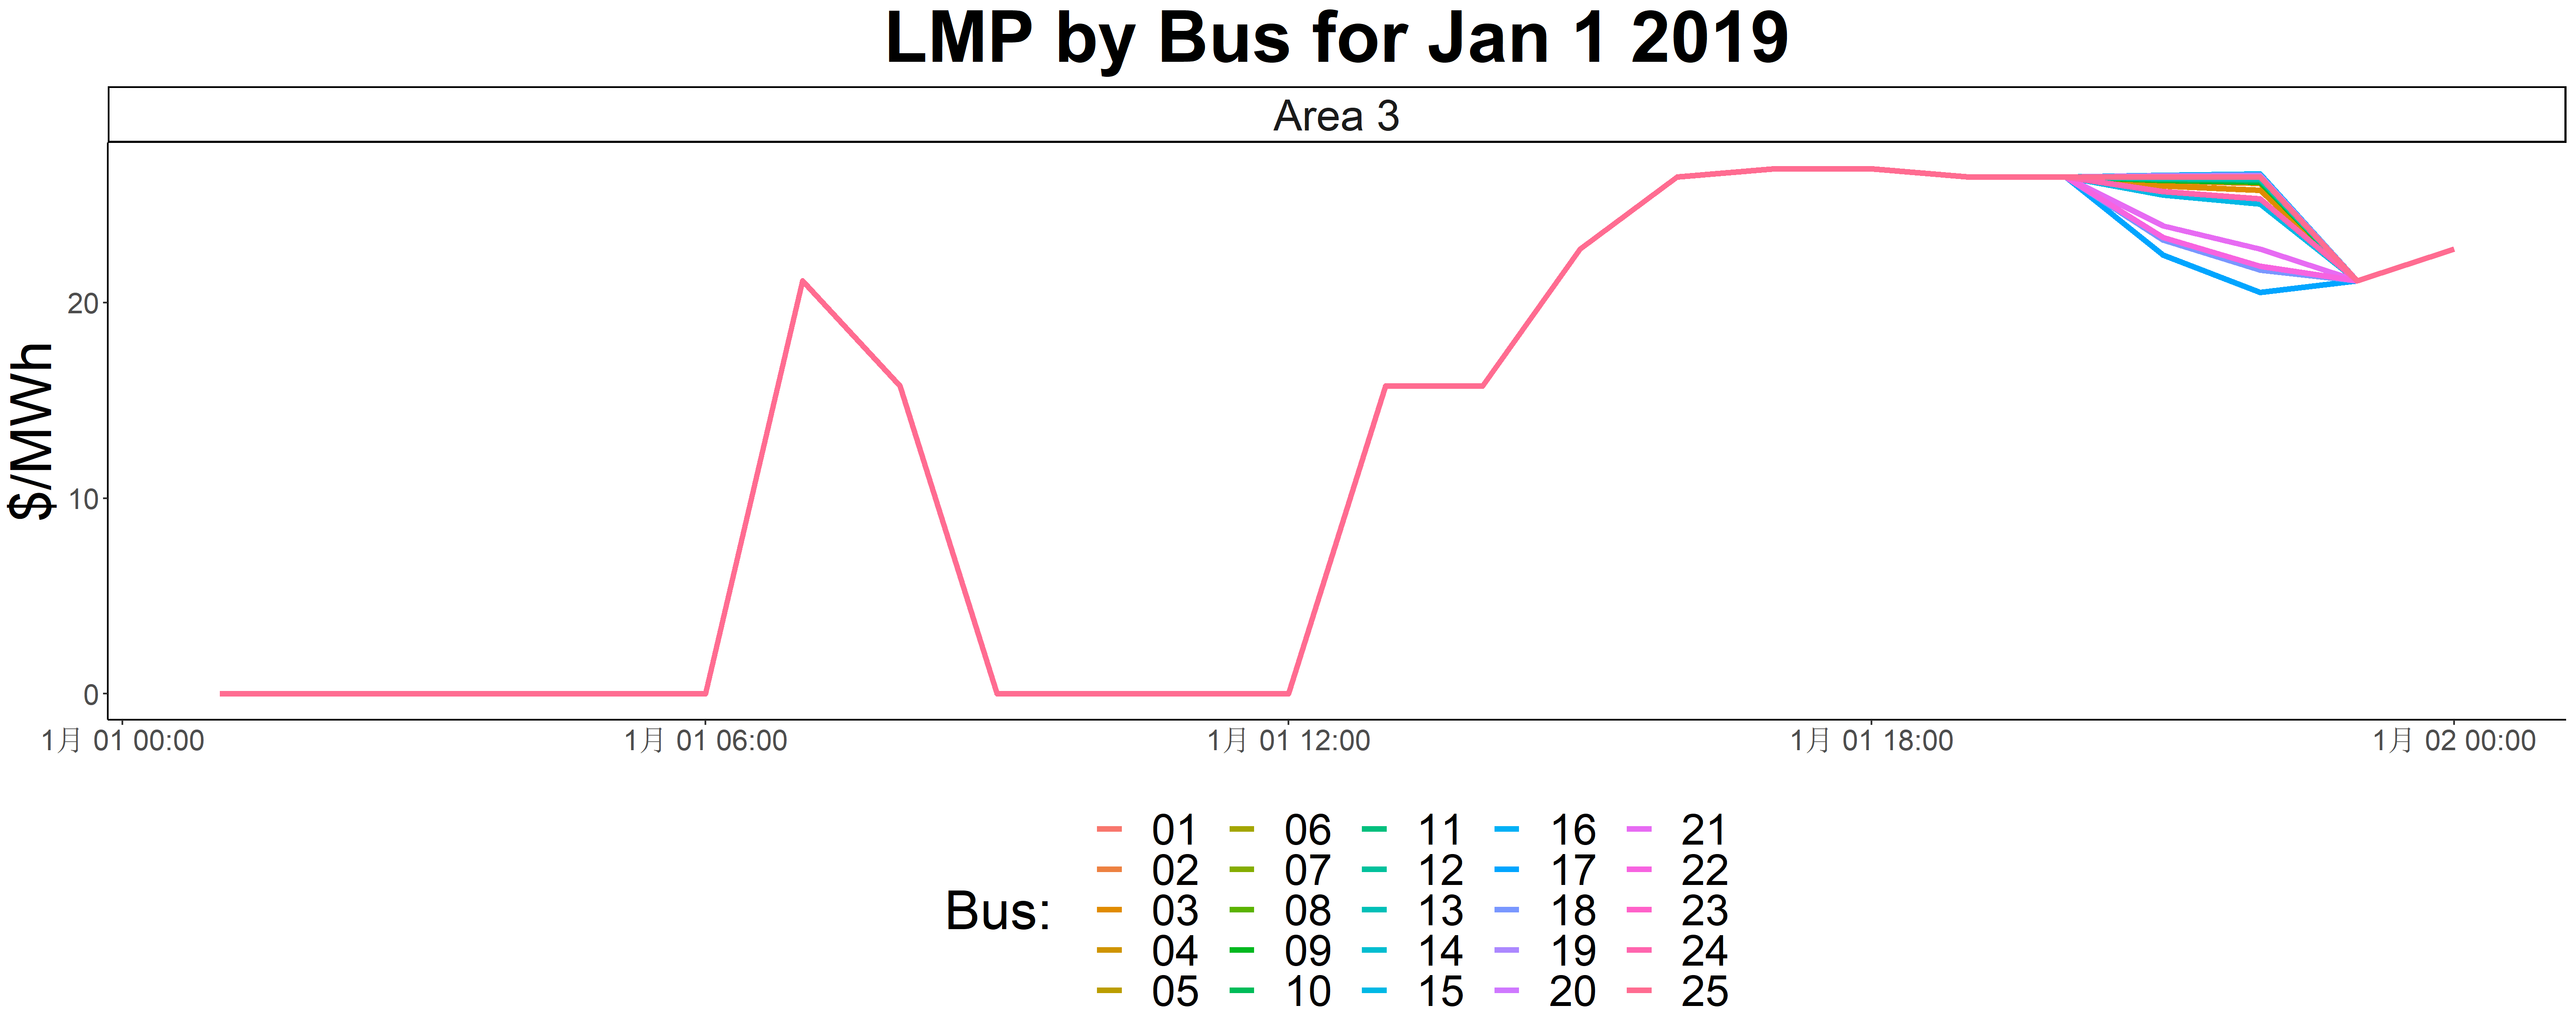 LMP by Bus for Jan 1 2019
Area 3
$/MWh
20
10
0
1月 01 00:00 1月 01 06:00 1月 01 12:00 1月 01 18:00 1月 02 00:00
Bus:
01 06 11 16 21
02 07 12 17 22
03 08 13 18 23
04 09 14 19 24
05 10 15 20 25